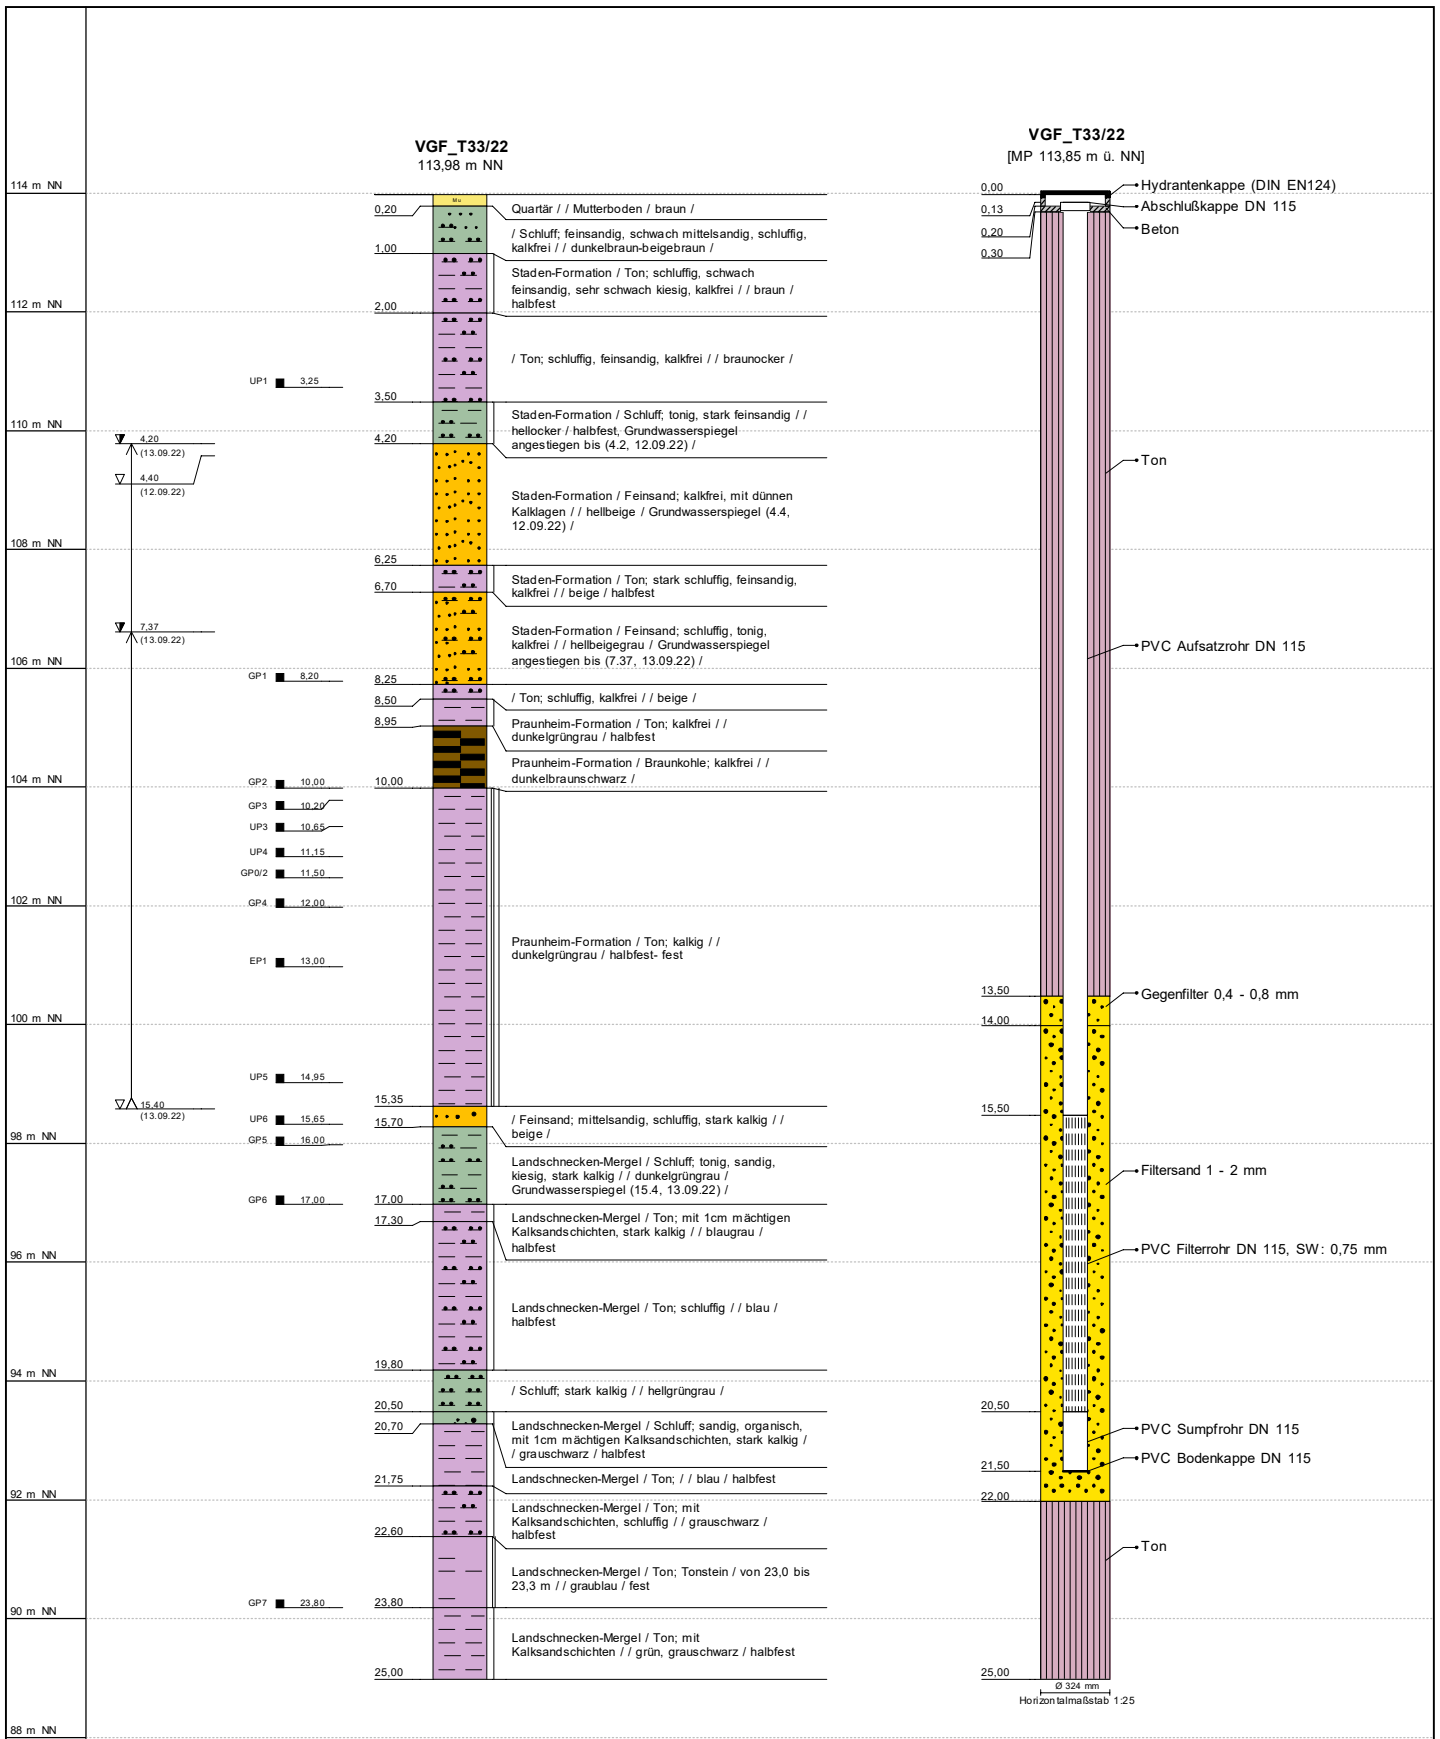 VGF_T33/22
113,98 m NN
VGF_T33/22
[MP 113,85 m ü. NN]
114 m NN
112 m NN
110 m NN
108 m NN
106 m NN
104 m NN
102 m NN
100 m NN
98 m NN
96 m NN
94 m NN
92 m NN
90 m NN
88 m NN
4,20
(13.09.22)
4,40
(12.09.22)
7,37
(13.09.22)
15,40
(13.09.22)
UP1 3,25
GP1 8,20
GP2 10,00
GP3 10,20
UP3 10,65
UP4 11,15
GP0/2 11,50
GP4 12,00
EP1 13,00
UP5 14,95
UP6 15,65
GP5 16,00
GP6 17,00
GP7 23,80
Mu
0,20
Quartär / / Mutterboden / braun /
1,00
/ Schluff; feinsandig, schwach mittelsandig, schluffig,
kalkfrei / / dunkelbraun-beigebraun /
2,00
Staden-Formation / Ton; schluffig, schwach
feinsandig, sehr schwach kiesig, kalkfrei / / braun /
halbfest
3,50
/ Ton; schluffig, feinsandig, kalkfrei / / braunocker /
4,20
Staden-Formation / Schluff; tonig, stark feinsandig / /
hellocker / halbfest, Grundwasserspiegel
angestiegen bis (4.2, 12.09.22) /
6,25
Staden-Formation / Feinsand; kalkfrei, mit dünnen
Kalklagen / / hellbeige / Grundwasserspiegel (4.4,
12.09.22) /
6,70
Staden-Formation / Ton; stark schluffig, feinsandig,
kalkfrei / / beige / halbfest
8,25
Staden-Formation / Feinsand; schluffig, tonig,
kalkfrei / / hellbeigegrau / Grundwasserspiegel
angestiegen bis (7.37, 13.09.22) /
8,50
/ Ton; schluffig, kalkfrei / / beige /
8,95
Praunheim-Formation / Ton; kalkfrei / /
dunkelgrüngrau / halbfest
10,00
Praunheim-Formation / Braunkohle; kalkfrei / /
dunkelbraunschwarz /
15,35
Praunheim-Formation / Ton; kalkig / /
dunkelgrüngrau / halbfest- fest
15,70
/ Feinsand; mittelsandig, schluffig, stark kalkig / /
beige /
17,00
Landschnecken-Mergel / Schluff; tonig, sandig,
kiesig, stark kalkig / / dunkelgrüngrau /
Grundwasserspiegel (15.4, 13.09.22) /
17,30
Landschnecken-Mergel / Ton; mit 1cm mächtigen
Kalksandschichten, stark kalkig / / blaugrau /
halbfest
19,80
Landschnecken-Mergel / Ton; schluffig / / blau /
halbfest
20,50
/ Schluff; stark kalkig / / hellgrüngrau /
20,70
Landschnecken-Mergel / Schluff; sandig, organisch,
mit 1cm mächtigen Kalksandschichten, stark kalkig /
/ grauschwarz / halbfest
21,75
Landschnecken-Mergel / Ton; / / blau / halbfest
22,60
Landschnecken-Mergel / Ton; mit
Kalksandschichten, schluffig / / grauschwarz /
halbfest
23,80
Landschnecken-Mergel / Ton; Tonstein / von 23,0 bis
23,3 m / / graublau / fest
25,00
Landschnecken-Mergel / Ton; mit
Kalksandschichten / / grün, grauschwarz / halbfest
0,00
0,13
0,20
0,30
13,50
14,00
15,50
20,50
21,50
22,00
25,00
Hydrantenkappe (DIN EN124)
Abschlußkappe DN 115
Beton
Ton
PVC Aufsatzrohr DN 115
Gegenfilter 0,4 - 0,8 mm
Filtersand 1 - 2 mm
PVC Filterrohr DN 115, SW: 0,75 mm
PVC Sumpfrohr DN 115
PVC Bodenkappe DN 115
Ton
Ø 324 mm
Horizontalmaßstab 1:25